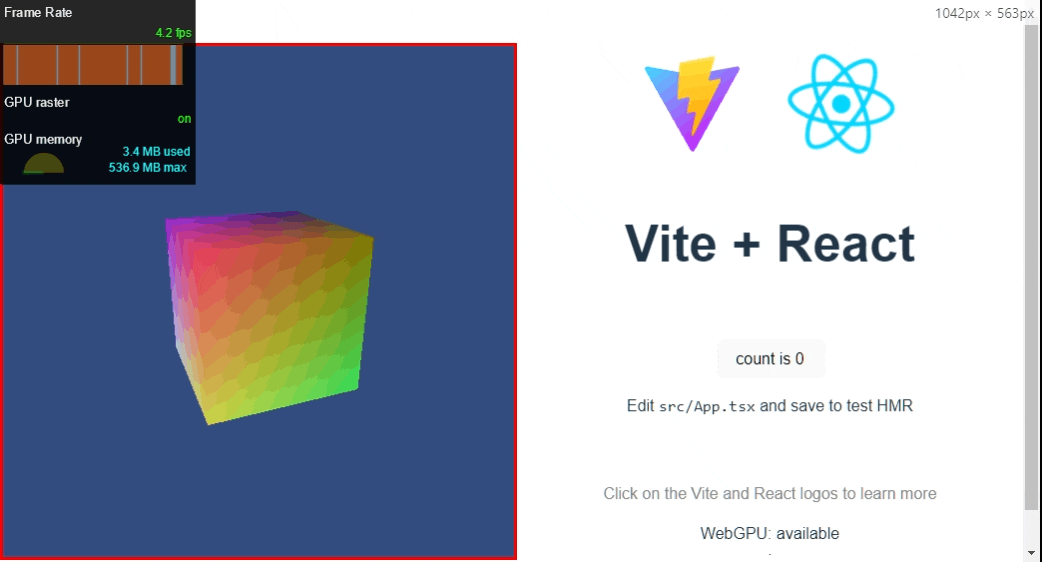 Frame Rate
4.2 fps
GPU raster
on
GPU memory
3.4 MB used
536.9 MB max
1042px × 563px
Vite + React
count is 0
Edit src/App.tsx and save to test HMR
Click on the Vite and React logos to learn more
WebGPU: available